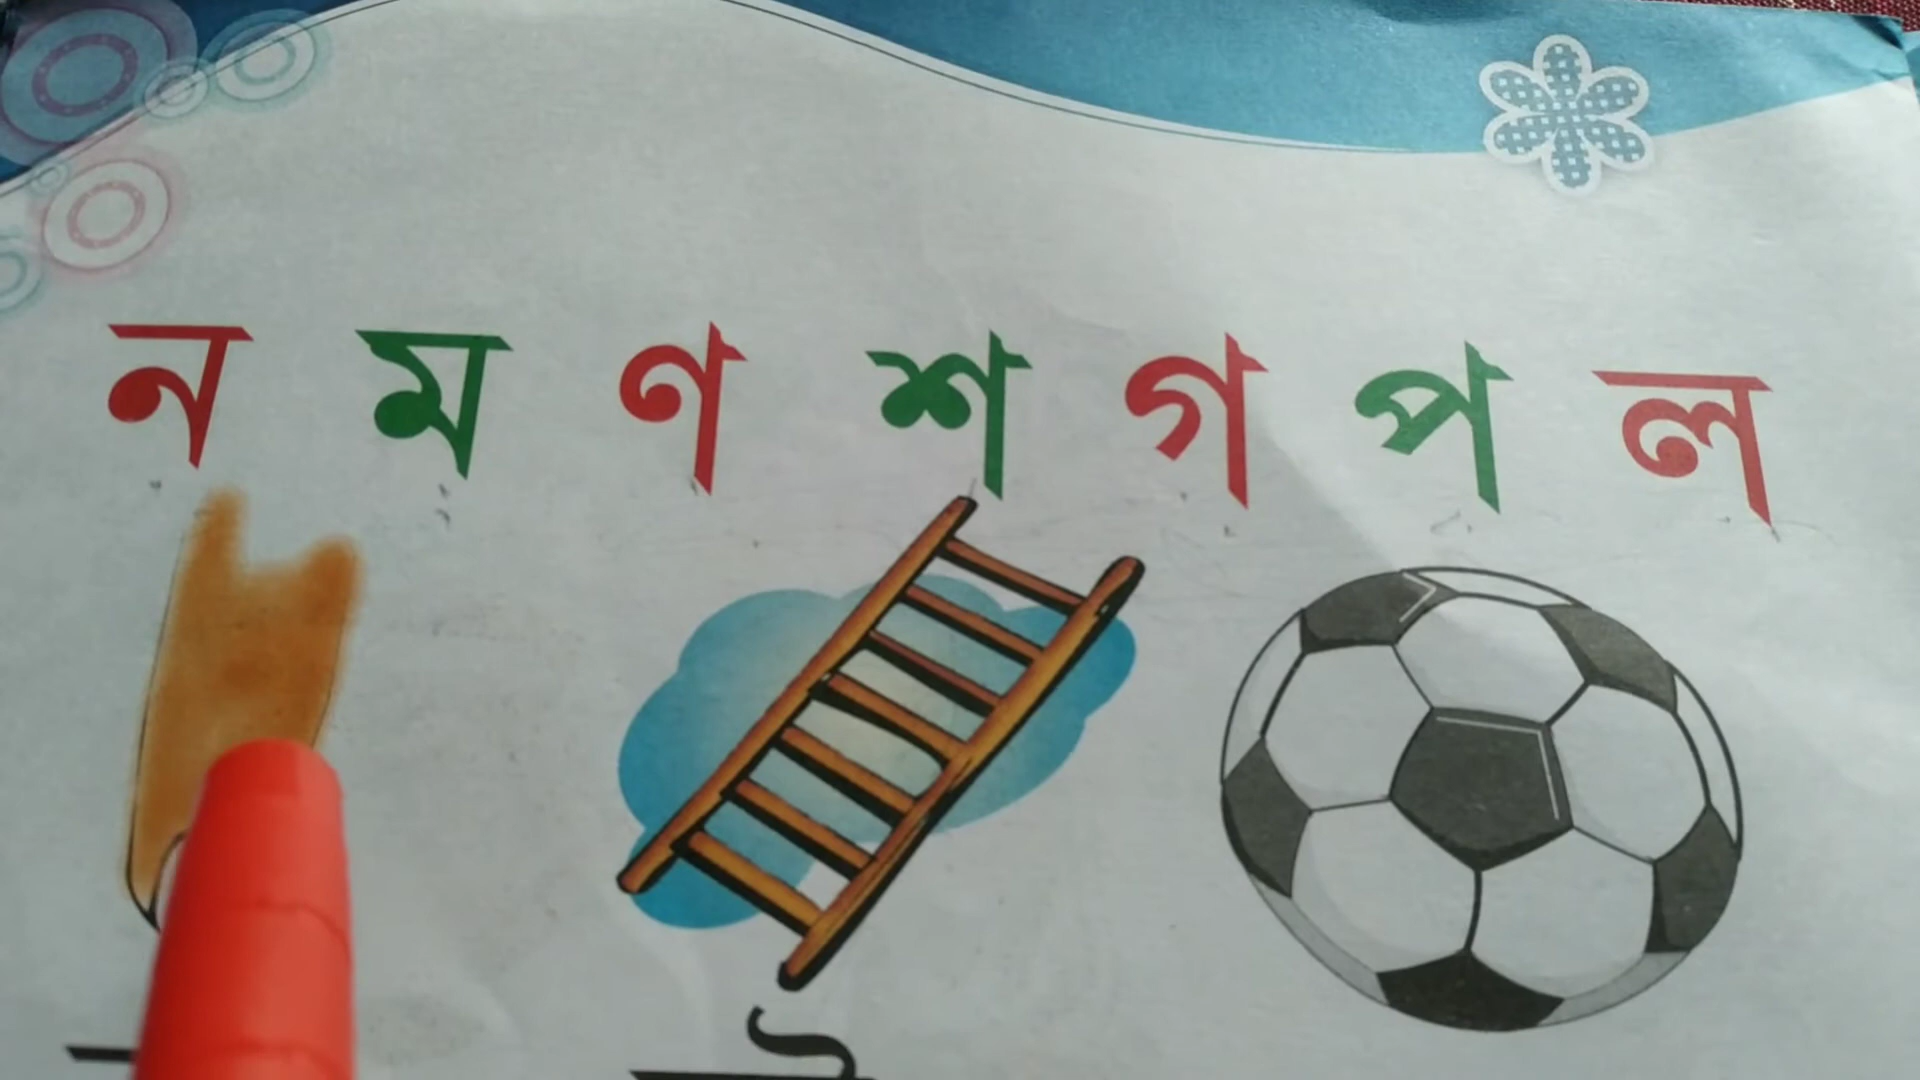 ন ম ণ শ গ প ল